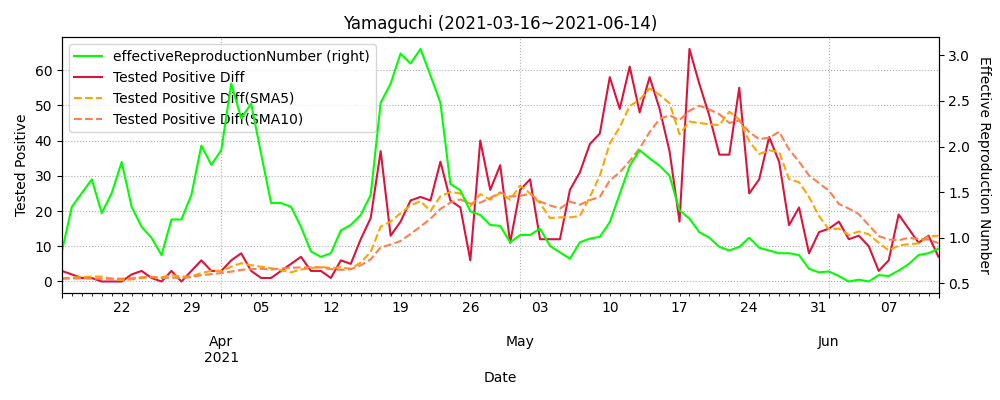 Yamaguchi (2021-03-16~2021-06-14)
effectiveReproductionNumber (right)
Tested Positive Diff
Tested Positive Diff(SMA5)
Tested Positive Diff(SMA10)
Tested Positive
60
50
40
30
20
10
0
3.0
2.5
2.0
1.5
1.0
0.5
Effective Reproduction Number
22 29 05 12 19 26 03 10 17 24 31 07
Apr May Jun
2021
Date